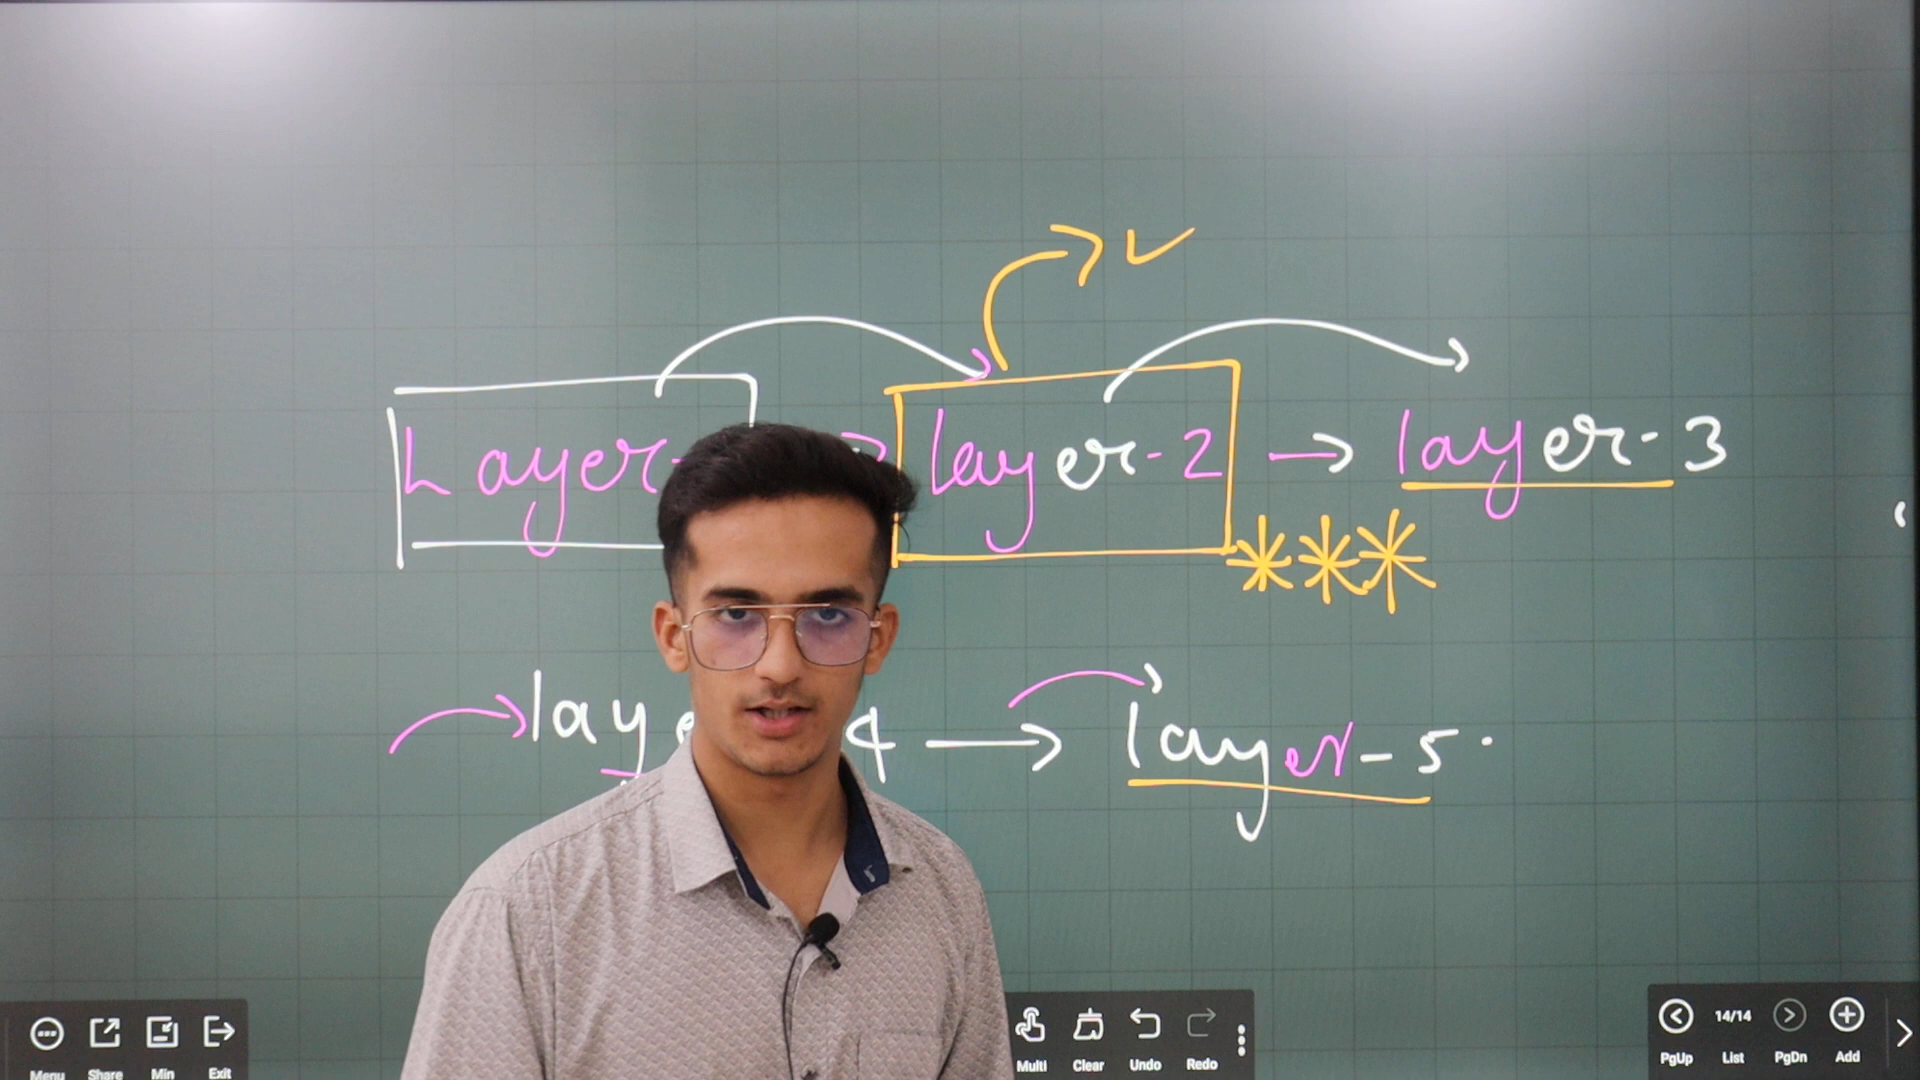 Layer- layer-2 → layer-3
✓
***
→ lay 4 → layer-5.
Menu Share Min Exit
Multi Clear Undo Redo
14/14
PgUp List PgDn Add